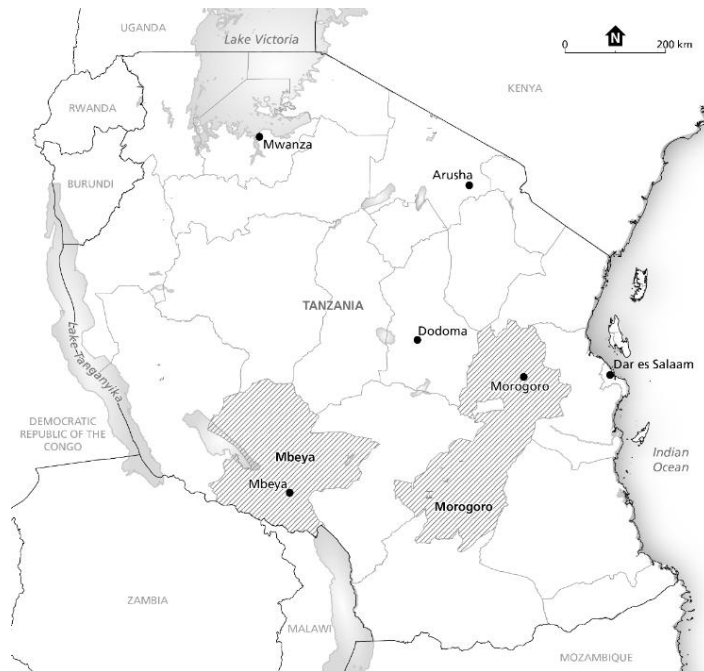 UGANDA
Lake Victoria
N
0 200 km
KENYA
RWANDA
Mwanza
BURUNDI
Arusha
TANZANIA
Dodoma
Lake Tanganyika
Dar es Salaam
Morogoro
DEMOCRATIC
REPUBLIC OF THE
CONGO
Mbeya
Mbeya
Morogoro
Indian
Ocean
ZAMBIA
MALAWI
MOZAMBIQUE